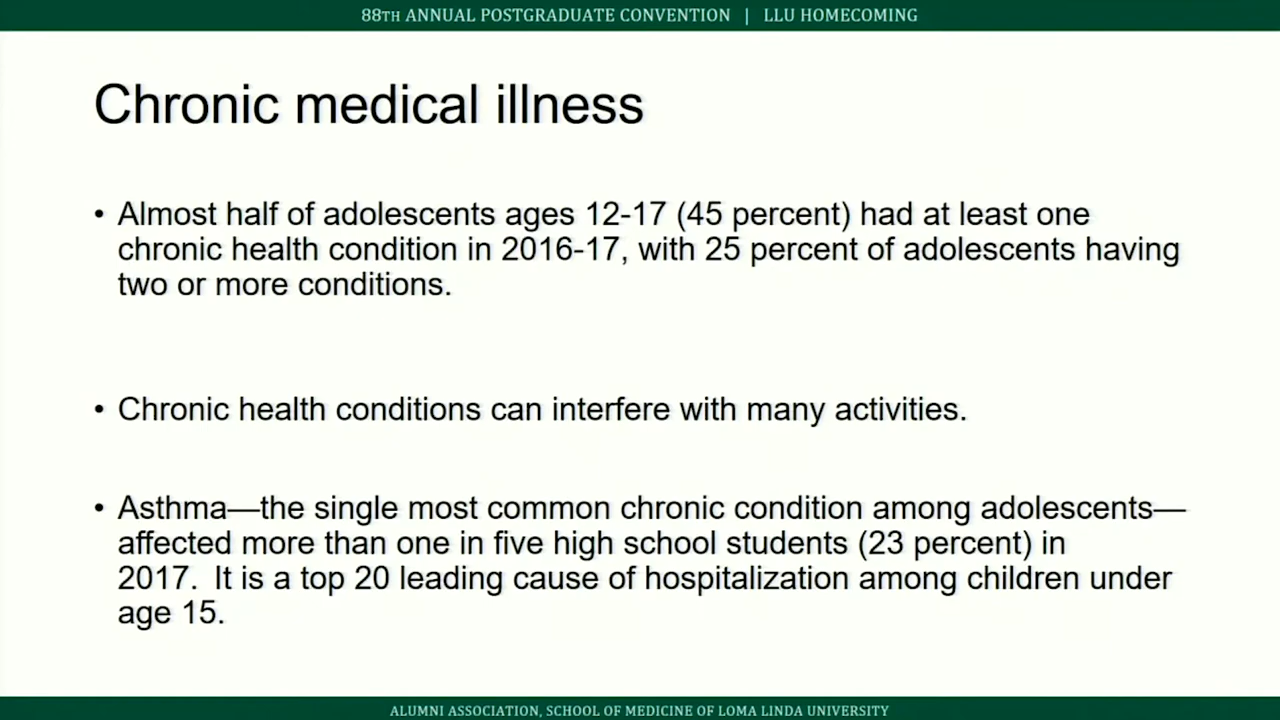 88TH ANNUAL POSTGRADUATE CONVENTION | LLU HOMECOMING
Chronic medical illness
• Almost half of adolescents ages 12-17 (45 percent) had at least one
chronic health condition in 2016-17, with 25 percent of adolescents having
two or more conditions.
• Chronic health conditions can interfere with many activities.
• Asthma—the single most common chronic condition among adolescents—
affected more than one in five high school students (23 percent) in
2017.  It is a top 20 leading cause of hospitalization among children under
age 15.
ALUMNI ASSOCIATION, SCHOOL OF MEDICINE OF LOMA LINDA UNIVERSITY